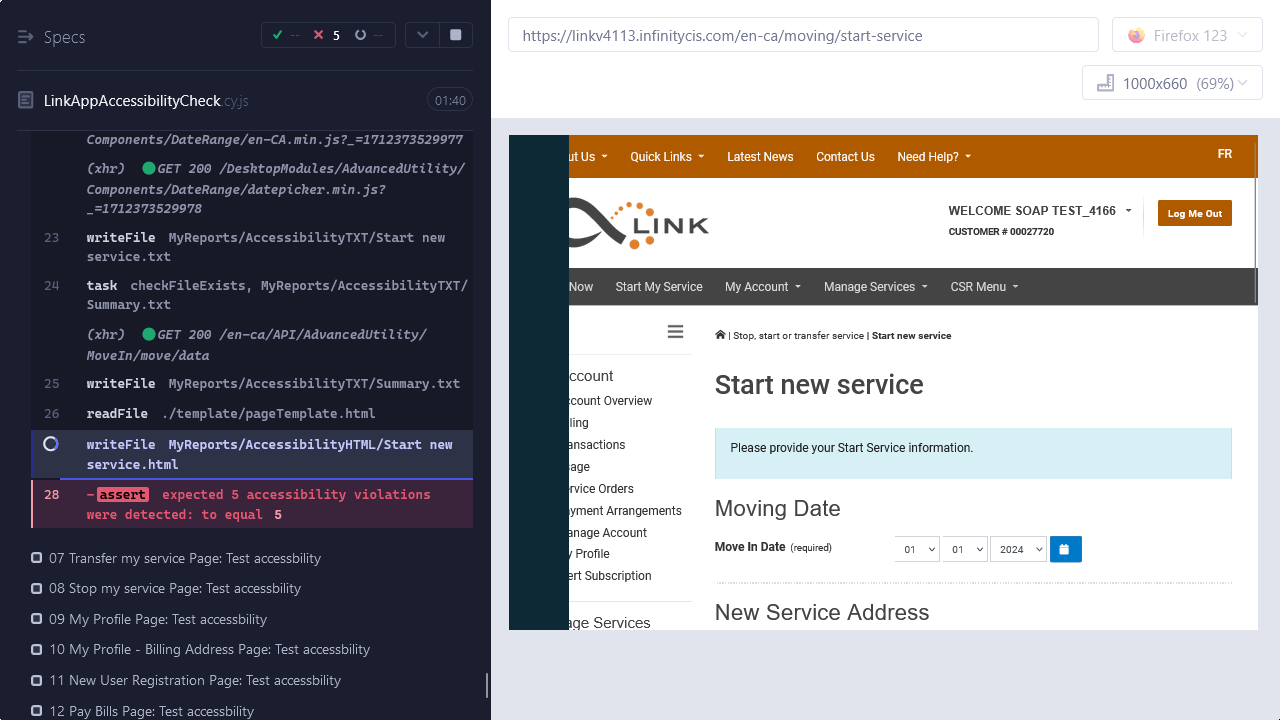 Specs
-- 5 --
LinkAppAccessibilityCheck.cy.js
01:40
Components/DateRange/en-CA.min.js?_=1712373529977
(xhr) GET 200 /DesktopModules/AdvancedUtility/
Components/DateRange/datepicker.min.js?
_=1712373529978
23 writeFile MyReports/AccessibilityTXT/Start new
service.txt
24 task checkFileExists, MyReports/AccessibilityTXT/
Summary.txt
(xhr) GET 200 /en-ca/API/AdvancedUtility/
MoveIn/move/data
25 writeFile MyReports/AccessibilityTXT/Summary.txt
26 readFile ./template/pageTemplate.html
writeFile MyReports/AccessibilityHTML/Start new
service.html
28 -assert expected 5 accessibility violations
were detected: to equal 5
07 Transfer my service Page: Test accessbility
08 Stop my service Page: Test accessbility
09 My Profile Page: Test accessbility
10 My Profile - Billing Address Page: Test accessbility
11 New User Registration Page: Test accessbility
12 Pay Bills Page: Test accessbility
https://linkv4113.infinitycis.com/en-ca/moving/start-service
Firefox 123
1000x660 (69%)
ut Us Quick Links Latest News Contact Us Need Help? FR
LINK
WELCOME SOAP TEST_4166
CUSTOMER # 00027720
Log Me Out
Now Start My Service My Account Manage Services CSR Menu
ccount
count Overview
ling
ansactions
age
rvice Orders
yment Arrangements
anage Account
y Profile
ert Subscription
age Services
| Stop, start or transfer service | Start new service
Start new service
Please provide your Start Service information.
Moving Date
Move In Date (required) 01 01 2024
New Service Address